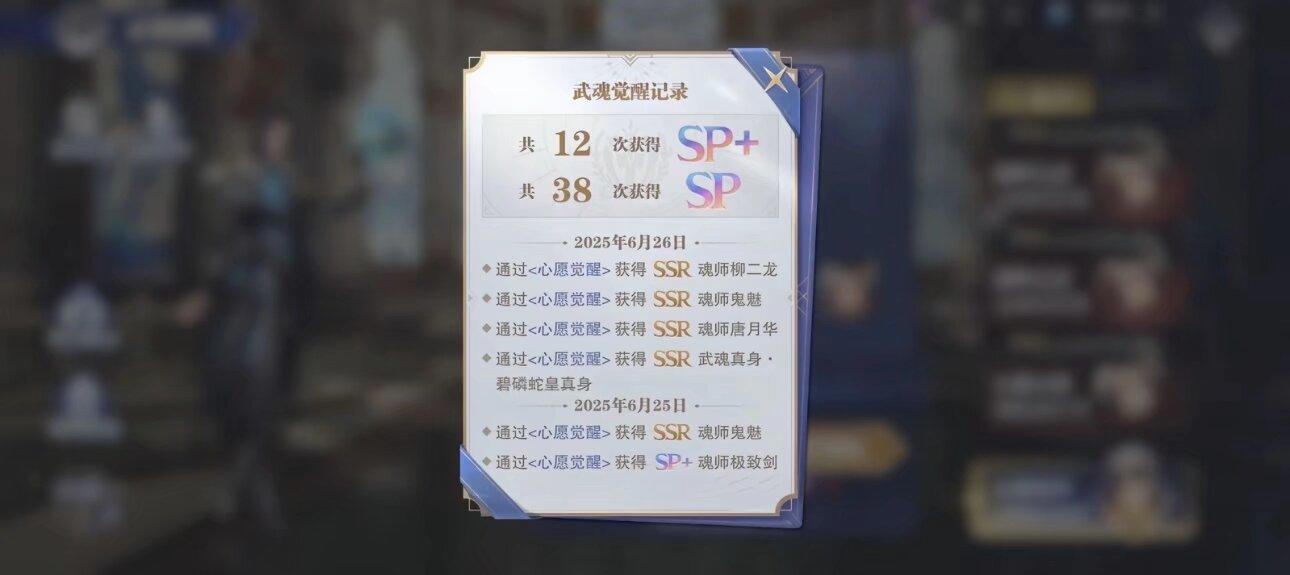 武魂觉醒记录
共 12 次获得 SP+
共 38 次获得 SP
2025年6月26日
通过<心愿觉醒>获得 SSR 魂师柳二龙
通过<心愿觉醒>获得 SSR 魂师鬼魅
通过<心愿觉醒>获得 SSR 魂师唐月华
通过<心愿觉醒>获得 SSR 武魂真身·
碧磷蛇皇真身
2025年6月25日
通过<心愿觉醒>获得 SSR 魂师鬼魅
通过<心愿觉醒>获得 SP+ 魂师极致剑